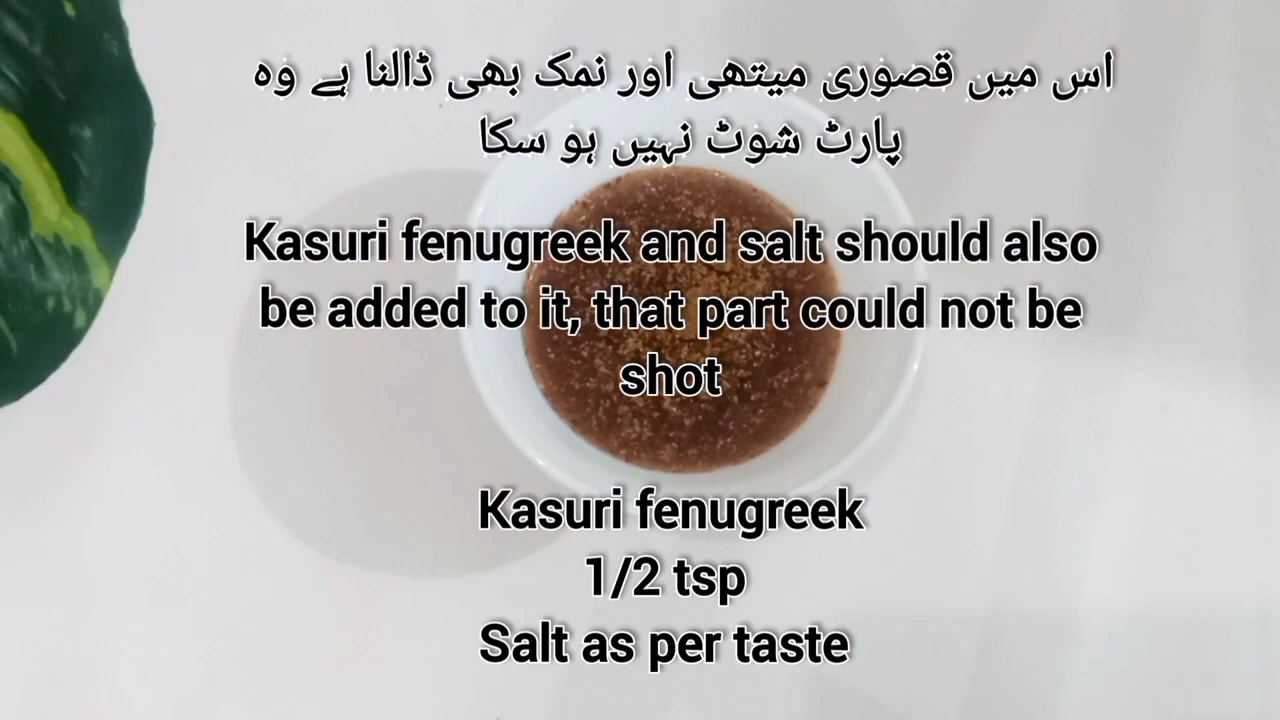 اس میں قصوری میتھی اور نمک بھی ڈالنا ہے وہ
پارٹ شوٹ نہیں ہو سکا
Kasuri fenugreek and salt should also
be added to it, that part could not be
shot
Kasuri fenugreek
1/2 tsp
Salt as per taste